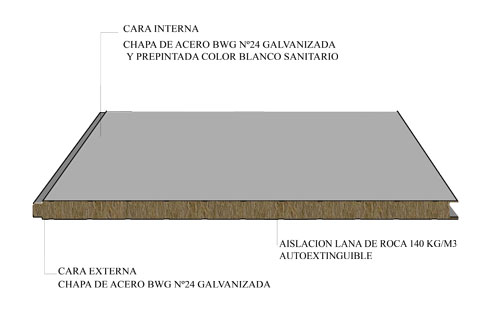 CARA INTERNA
CHAPA DE ACERO BWG Nº24 GALVANIZADA
Y PREPINTADA COLOR BLANCO SANITARIO
AISLACION LANA DE ROCA 140 KG/M3
AUTOEXTINGUIBLE
CARA EXTERNA
CHAPA DE ACERO BWG Nº24 GALVANIZADA